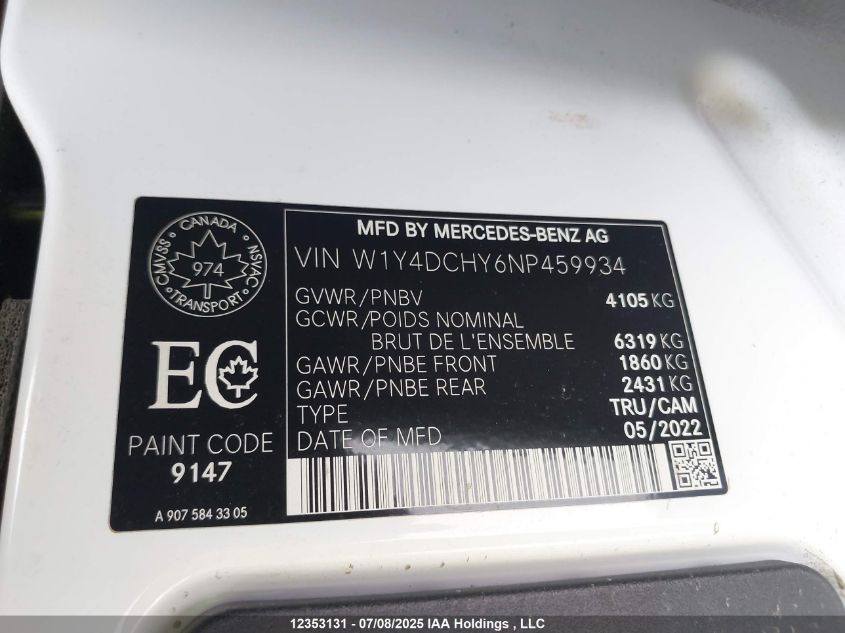 CANADA
CMVSS
NSVAC
974
TRANSPORT
EC
PAINT CODE
9147
A 907 584 33 05
MFD BY MERCEDES-BENZ AG
VIN W1Y4DCHY6NP459934
GVWR/PNBV 4105 KG
GCWR/POIDS NOMINAL
BRUT DE L'ENSEMBLE 6319 KG
GAWR/PNBE FRONT 1860 KG
GAWR/PNBE REAR 2431 KG
TYPE TRU/CAM
DATE OF MFD 05/2022
12353131 - 07/08/2025 IAA Holdings , LLC